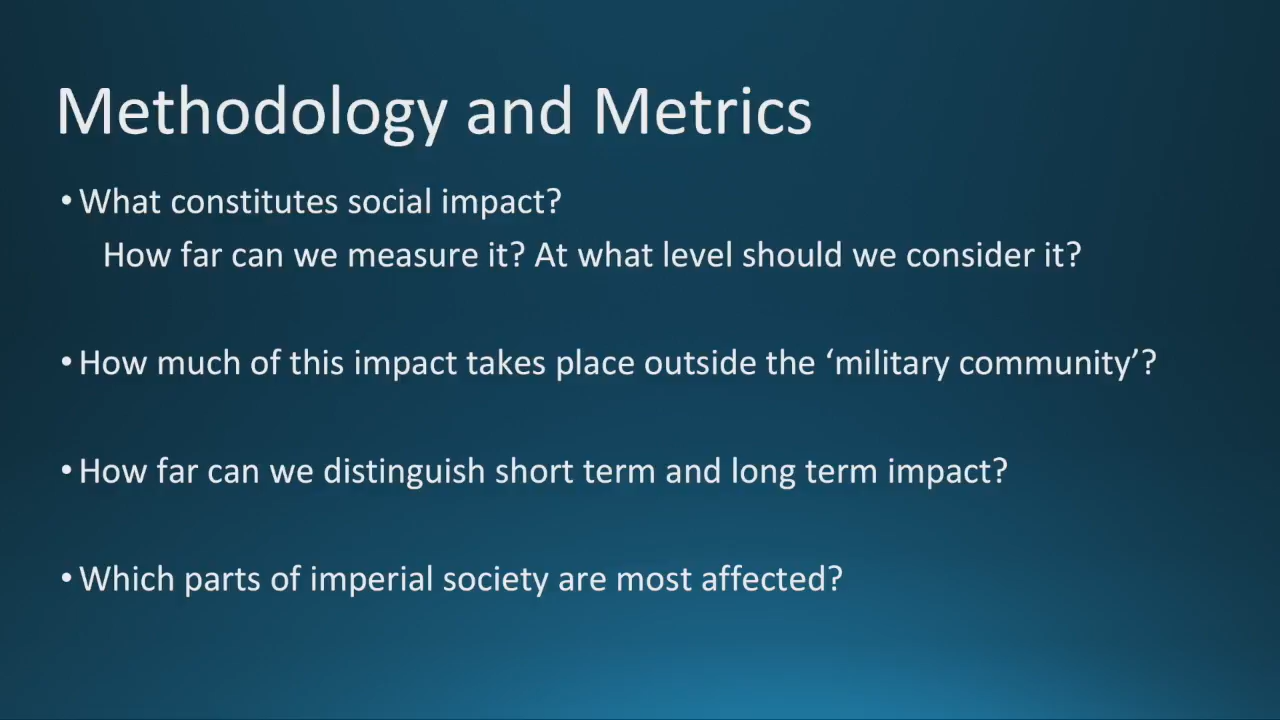 Methodology and Metrics
• What constitutes social impact?
How far can we measure it? At what level should we consider it?
• How much of this impact takes place outside the ‘military community’?
• How far can we distinguish short term and long term impact?
• Which parts of imperial society are most affected?